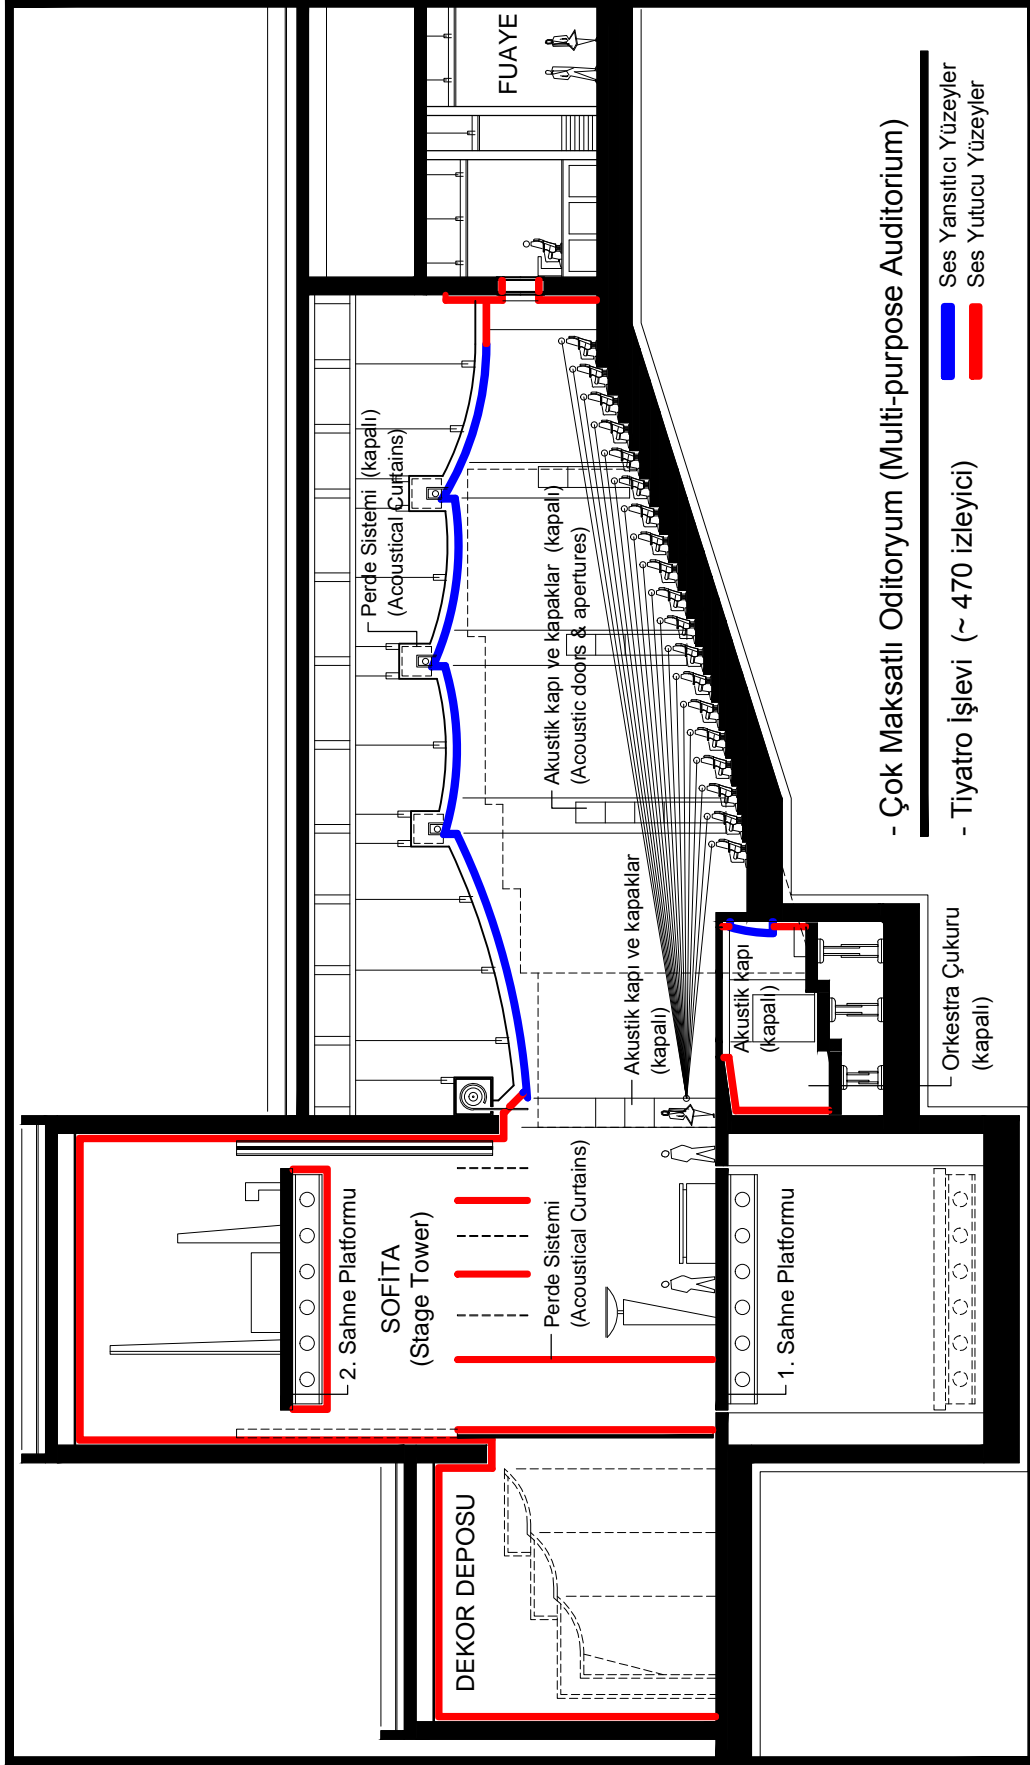 FUAYE
Perde Sistemi (kapalı)
(Acoustical Curtains)
Akustik kapı ve kapaklar (kapalı)
(Acoustic doors & apertures)
Akustik kapı ve kapaklar
(kapalı)
Akustik kapı
(kapalı)
Orkestra Çukuru
(kapalı)
2. Sahne Platformu
SOFİTA
(Stage Tower)
Perde Sistemi
(Acoustical Curtains)
1. Sahne Platformu
DEKOR DEPOSU
- Çok Maksatlı Oditoryum (Multi-purpose Auditorium)
- Tiyatro İşlevi (~ 470 izleyici)
Ses Yansıtıcı Yüzeyler
Ses Yutucu Yüzeyler